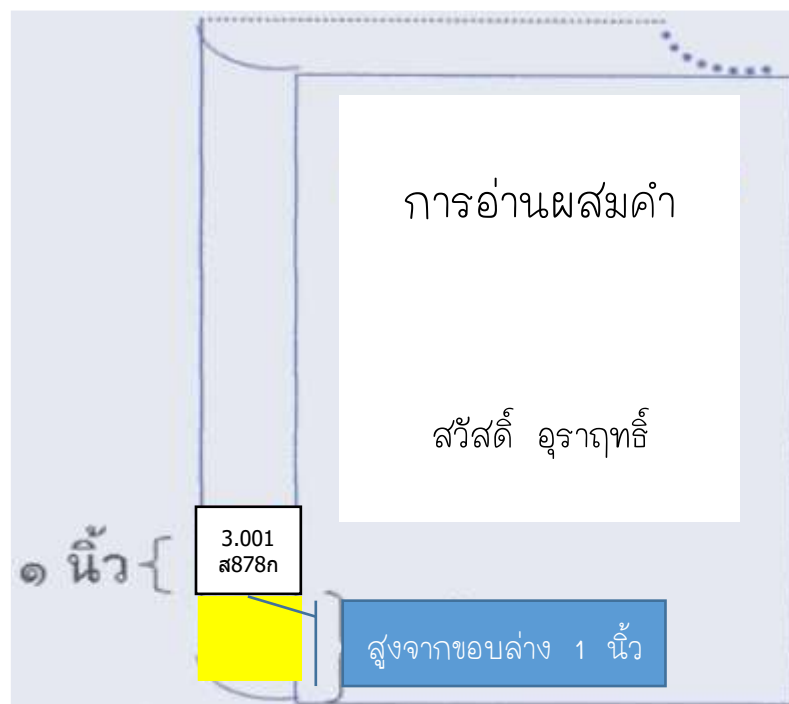 การอ่านผสมคำ
สวัสดิ์ อุราฤทธิ์
๑ นิ้ว
3.001
ส878ก
สูงจากขอบล่าง 1 นิ้ว